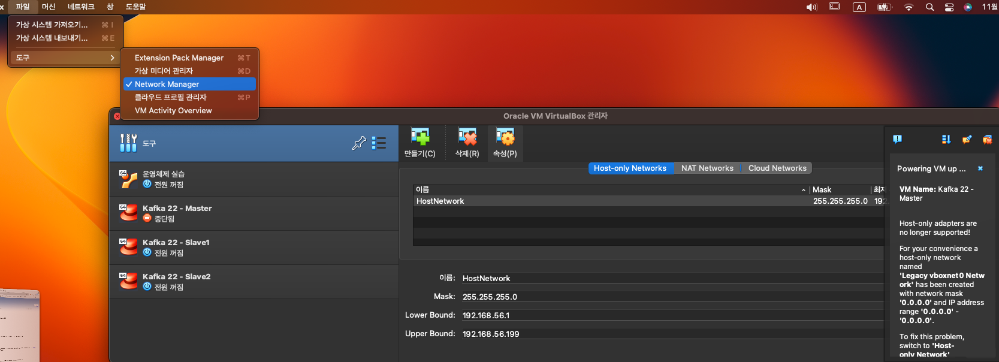 x 파일 머신 네트워크 창 도움말 A 11월
가상 시스템 가져오기... ⌘ I
가상 시스템 내보내기... ⌘ E
도구
Extension Pack Manager ⌘ T
가상 미디어 관리자 ⌘D
✓ Network Manager
클라우드 프로필 관리자 ⌘ P
VM Activity Overview
Oracle VM VirtualBox 관리자
도구
64 운영체제 실습
전원 꺼짐
64 Kafka 22 - Master
중단됨
64 Kafka 22 - Slave1
전원 꺼짐
64 Kafka 22 - Slave2
전원 꺼짐
만들기(C) 삭제(R) 속성(P)
Host-only Networks NAT Networks Cloud Networks
이름 Mask 최저
HostNetwork 255.255.255.0 192.
이름: HostNetwork
Mask: 255.255.255.0
Lower Bound: 192.168.56.1
Upper Bound: 192.168.56.199
Powering VM up ...
VM Name: Kafka 22 -
Master
Host-only adapters are
no longer supported!
For your convenience a
host-only network
named
'Legacy vboxnet0 Netw
ork' has been created
with network mask
'0.0.0.0' and IP address
range '0.0.0.0' -
'0.0.0.0'.
To fix this problem,
switch to 'Host-
only Network'